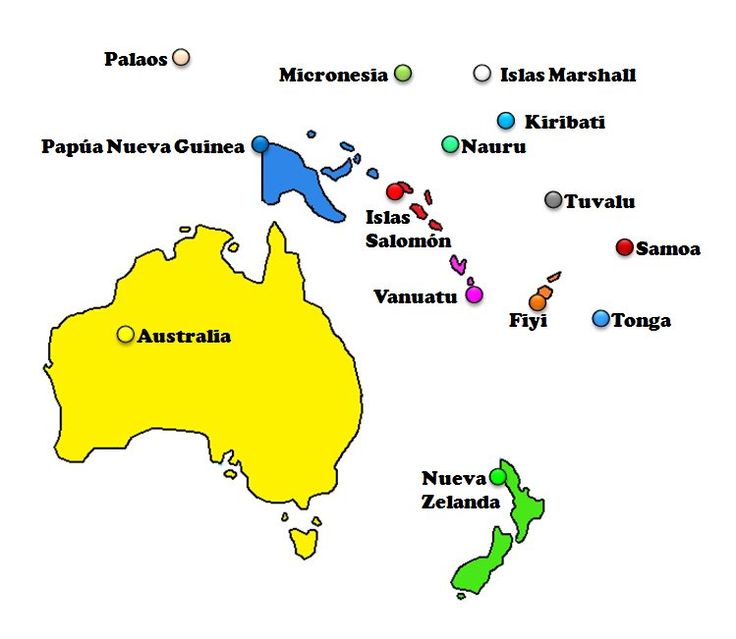 Palaos
Micronesia
Islas Marshall
Kiribati
Papúa Nueva Guinea
Nauru
Tuvalu
Islas
Salomón
Samoa
Vanuatu
Fiyi
Tonga
Australia
Nueva
Zelanda